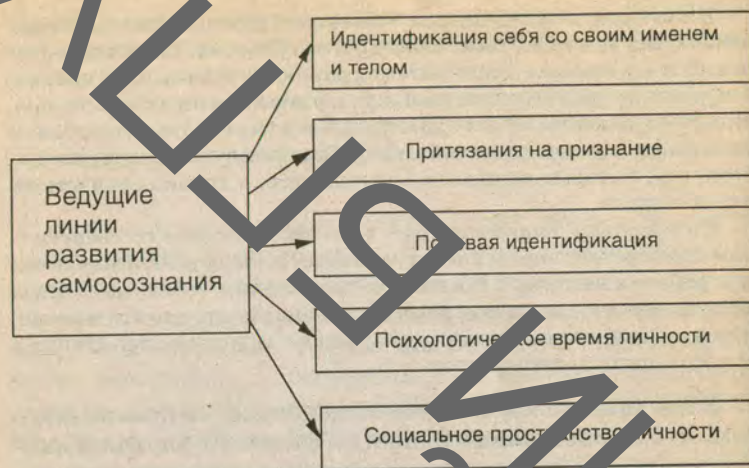 Идентификация себя со своим именем
и телом
Притязания на признание
Ведущие
линии
развития
самосознания
Половая идентификация
Психологическое время личности
Социальное пространство личности